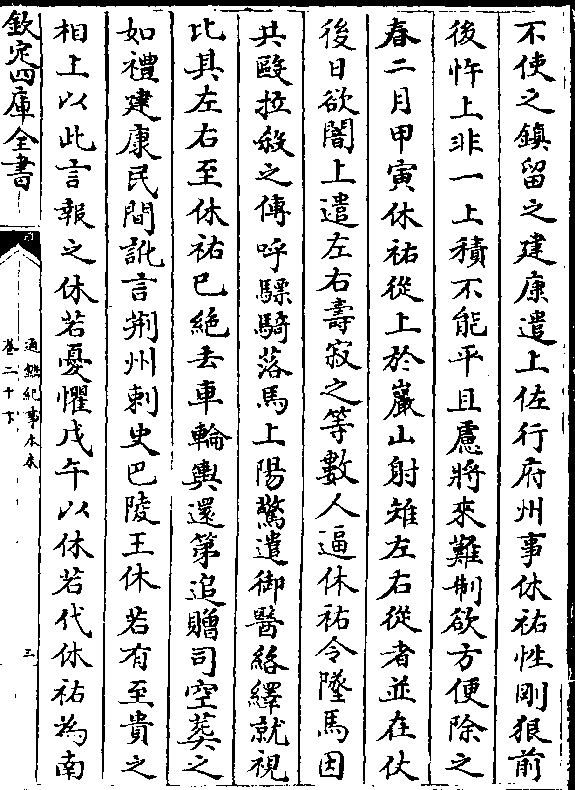 不使之鎮留之建康遣上佐行府州事休祐性剛狠前
後忤上非一上積不能平且慮將來難制欲方便除之
春二月甲寅休祐從上於巖山射雉左右從者並在仗
後日欲闇上遣左右壽寂之等數人逼休祐令墜馬因
共毆拉殺之傳呼驃騎落馬上陽驚遣御醫絡繹就視
比其左右至休祐已絶去車輪輿還第追贈司空葬之
如禮建康民間訛言荆州刺史巴陵王休若有至貴之
相上以此言報之休若憂懼戊午以休若代休祐為南
欽定四庫全書
通鑑紀事本末
卷二十下
三